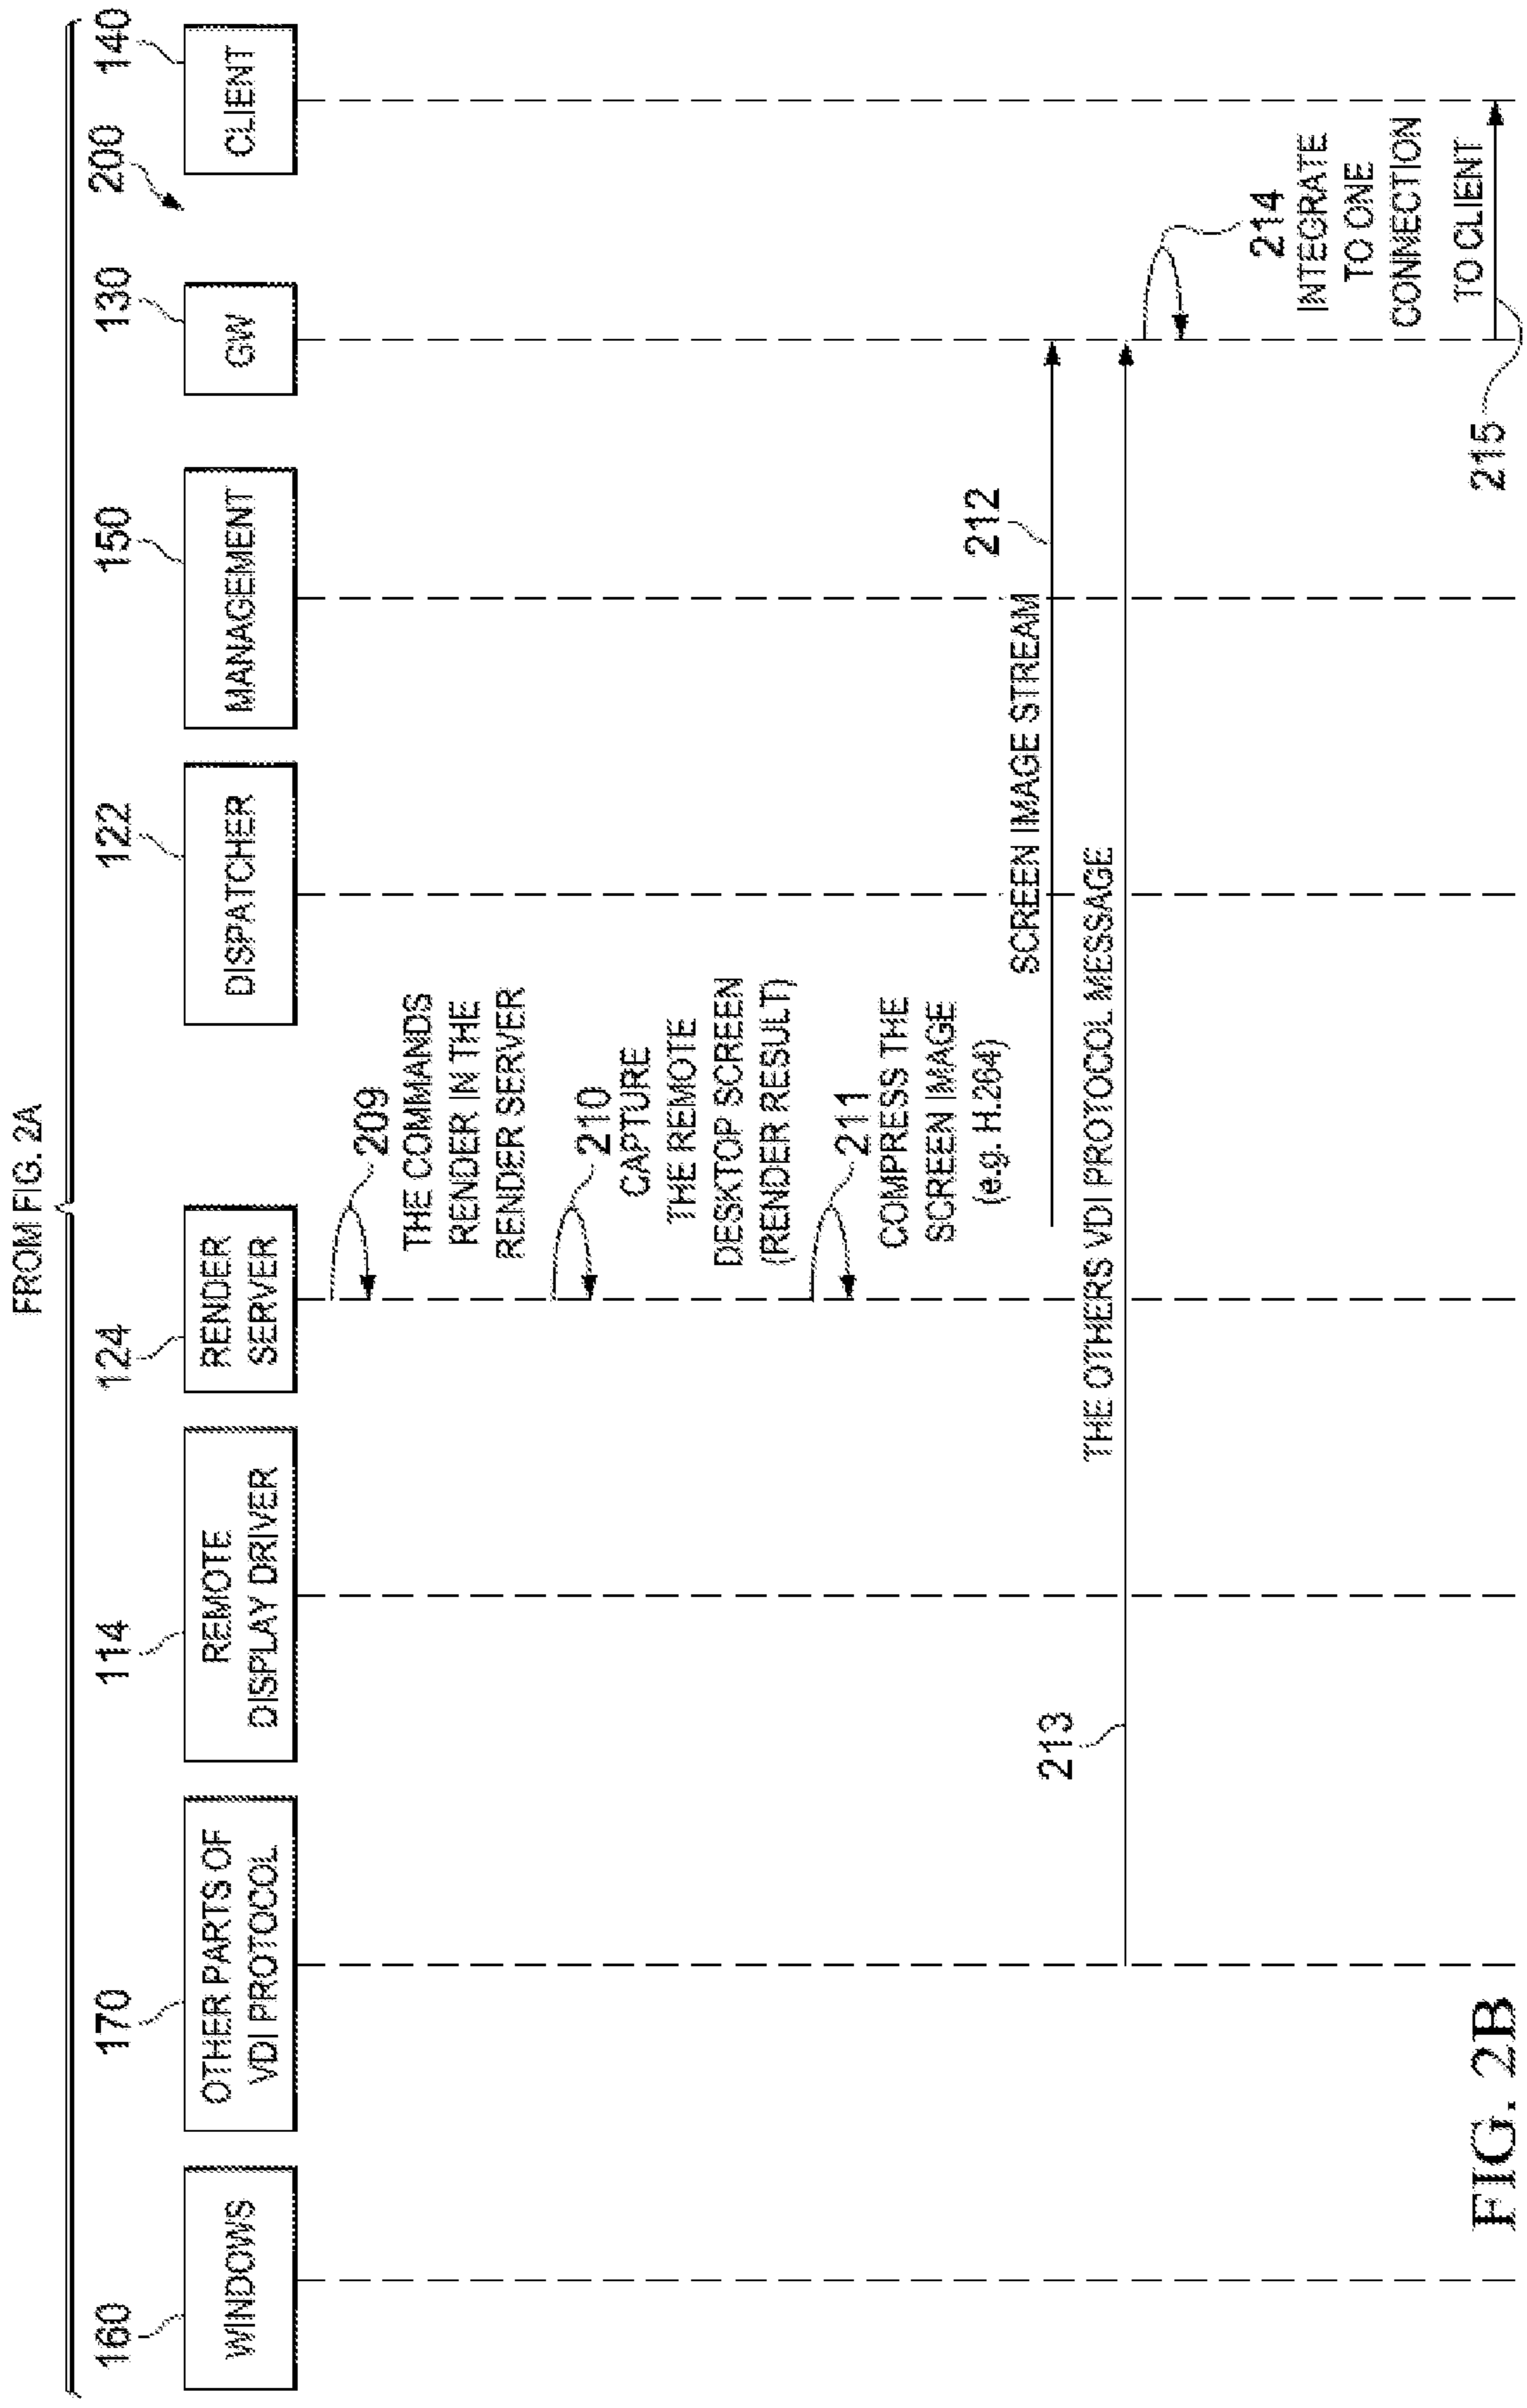 FROM FIG. 2A
160
170
114
124
122
150
130
200
140
WINDOWS
OTHER PARTS OF
VDI PROTOCOL
REMOTE
DISPLAY DRIVER
RENDER
SERVER
DISPATCHER
MANAGEMENT
GW
CLIENT
209
THE COMMANDS
RENDER IN THE
RENDER SERVER
210
CAPTURE
THE REMOTE
DESKTOP SCREEN
(RENDER RESULT)
211
COMPRESS THE
SCREEN IMAGE
(e.g. H.264)
212
SCREEN IMAGE STREAM
213
THE OTHERS VDI PROTOCOL MESSAGE
214
INTEGRATE
TO ONE
CONNECTION
TO CLIENT
215
FIG. 2B